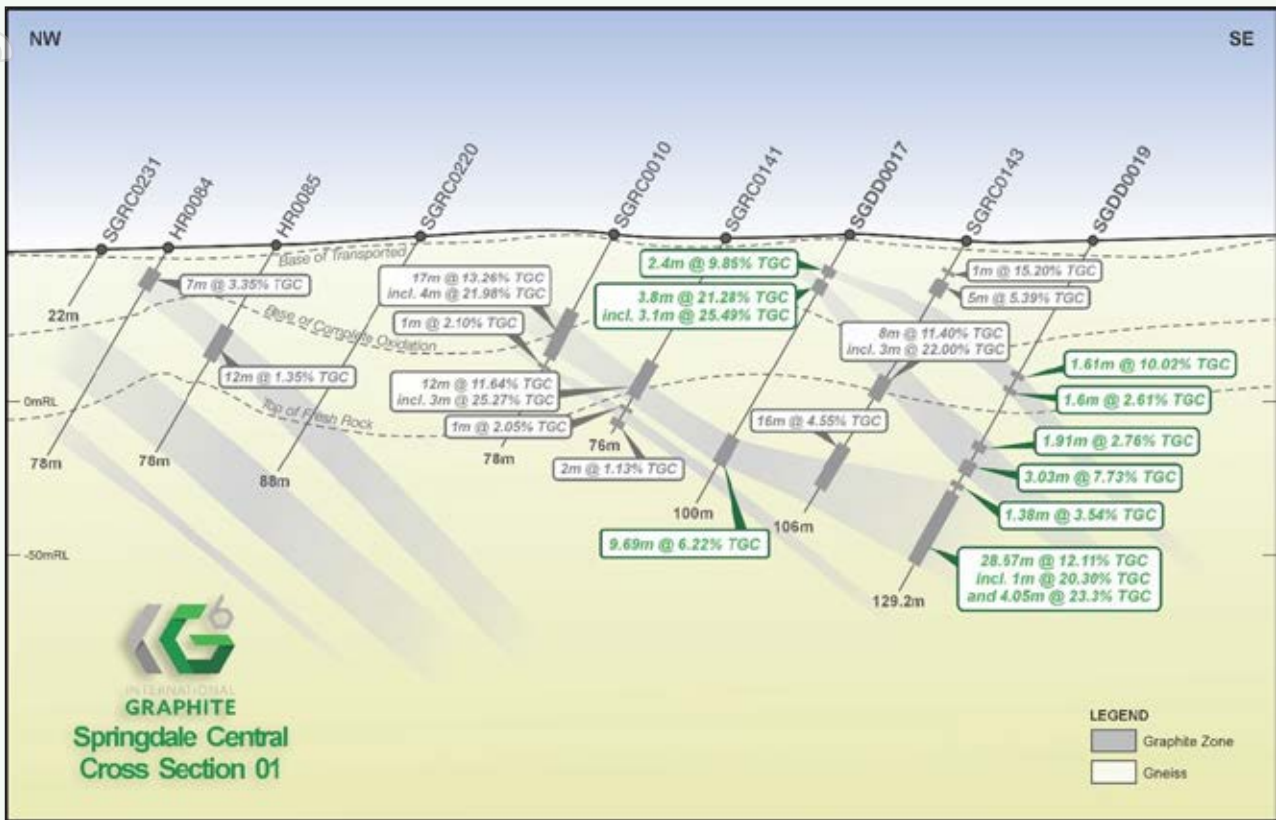 NW
SE
SGRC0231
HR0084
HR0085
SGRC0220
SGRC0010
SGRC0141
SGDD0017
SGRC0143
SGDD0019
Base of Transported
7m @ 3.35% TGC
17m @ 13.26% TGC
incl. 4m @ 21.98% TGC
2.4m @ 9.86% TGC
1m @ 15.20% TGC
5m @ 5.39% TGC
3.8m @ 21.28% TGC
incl. 3.1m @ 25.49% TGC
22m
Base of Complete Oxidation
1m @ 2.10% TGC
8m @ 11.40% TGC
incl. 3m @ 22.00% TGC
12m @ 1.35% TGC
1.61m @ 10.02% TGC
12m @ 11.64% TGC
incl. 3m @ 25.27% TGC
1.6m @ 2.61% TGC
0mRL
Top of Fresh Rock
1m @ 2.05% TGC
16m @ 4.55% TGC
76m
1.91m @ 2.76% TGC
78m
78m
78m
2m @ 1.13% TGC
88m
3.03m @ 7.73% TGC
100m
106m
1.38m @ 3.54% TGC
9.69m @ 6.22% TGC
-50mRL
28.57m @ 12.11% TGC
incl. 1m @ 20.30% TGC
and 4.05m @ 23.3% TGC
129.2m
6
G
INTERNATIONAL
GRAPHITE
Springdale Central
Cross Section 01
LEGEND
Graphite Zone
Gneiss